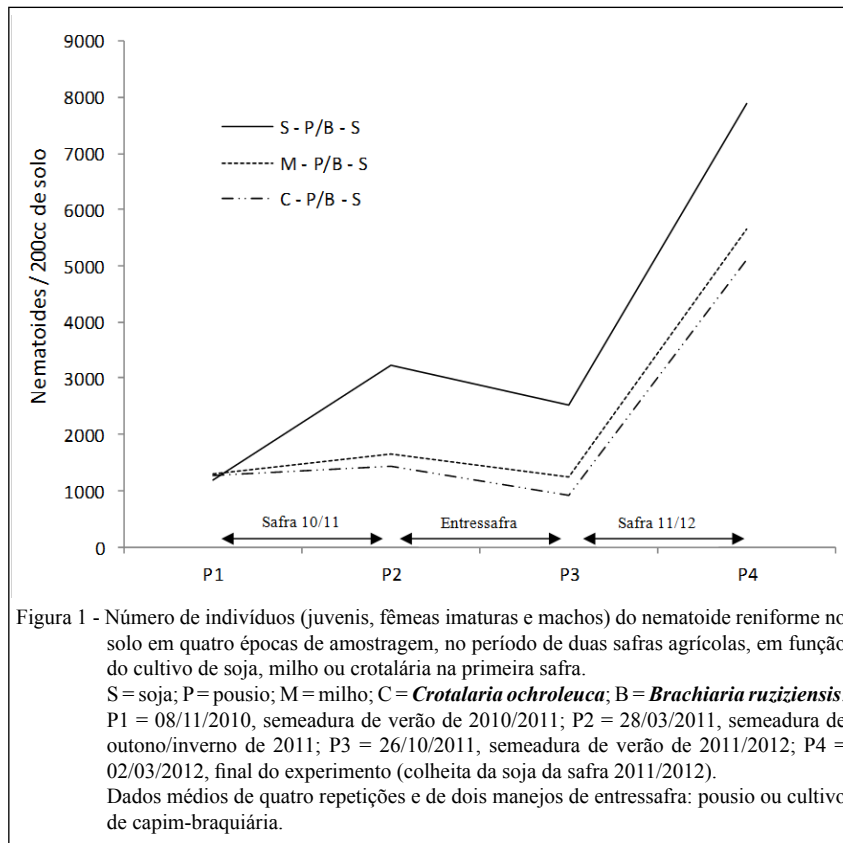 9000
8000
7000
6000
5000
4000
3000
2000
1000
0
Nematoides / 200cc de solo
S - P/B - S
M - P/B - S
C - P/B - S
Safra 10/11
Entressafra
Safra 11/12
P1
P2
P3
P4
Figura 1 - Número de indivíduos (juvenis, fêmeas imaturas e machos) do nematoide reniforme no
solo em quatro épocas de amostragem, no período de duas safras agrícolas, em função
do cultivo de soja, milho ou crotalária na primeira safra.
S = soja; P = pousio; M = milho; C = Crotalaria ochroleuca; B = Brachiaria ruziziensis.
P1 = 08/11/2010, semeadura de verão de 2010/2011; P2 = 28/03/2011, semeadura de
outono/inverno de 2011; P3 = 26/10/2011, semeadura de verão de 2011/2012; P4 =
02/03/2012, final do experimento (colheita da soja da safra 2011/2012).
Dados médios de quatro repetições e de dois manejos de entressafra: pousio ou cultivo
de capim-braquiária.